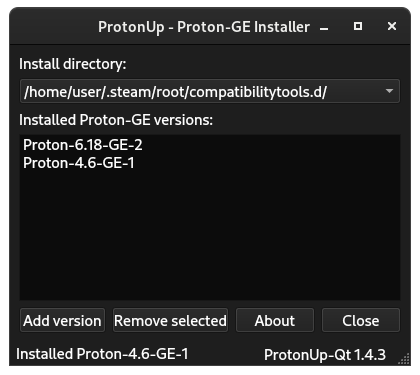 ProtonUp - Proton-GE Installer
Install directory:
/home/user/.steam/root/compatibilitytools.d/
Installed Proton-GE versions:
Proton-6.18-GE-2
Proton-4.6-GE-1
Add version Remove selected About Close
Installed Proton-4.6-GE-1 ProtonUp-Qt 1.4.3